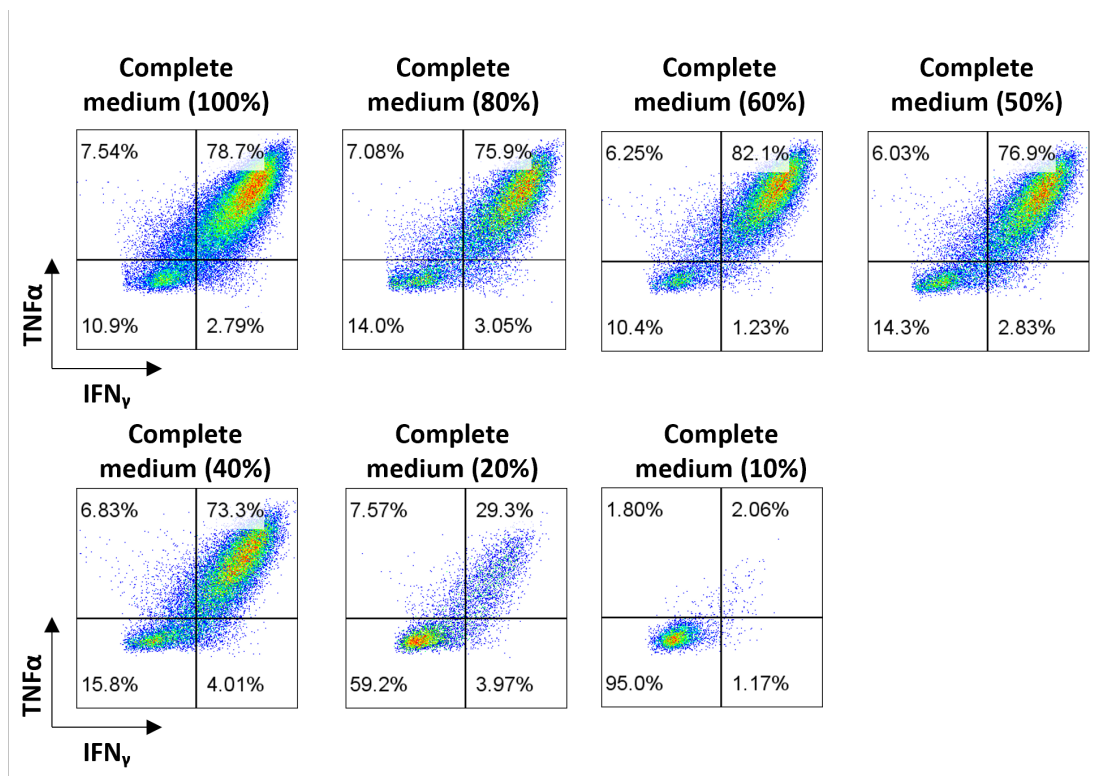 Complete
medium (100%)
Complete
medium (80%)
Complete
medium (60%)
Complete
medium (50%)
7.54% 78.7%
10.9% 2.79%
7.08% 75.9%
14.0% 3.05%
6.25% 82.1%
10.4% 1.23%
6.03% 76.9%
14.3% 2.83%
TNFα
IFNγ
Complete
medium (40%)
Complete
medium (20%)
Complete
medium (10%)
6.83% 73.3%
15.8% 4.01%
7.57% 29.3%
59.2% 3.97%
1.80% 2.06%
95.0% 1.17%
TNFα
IFNγ